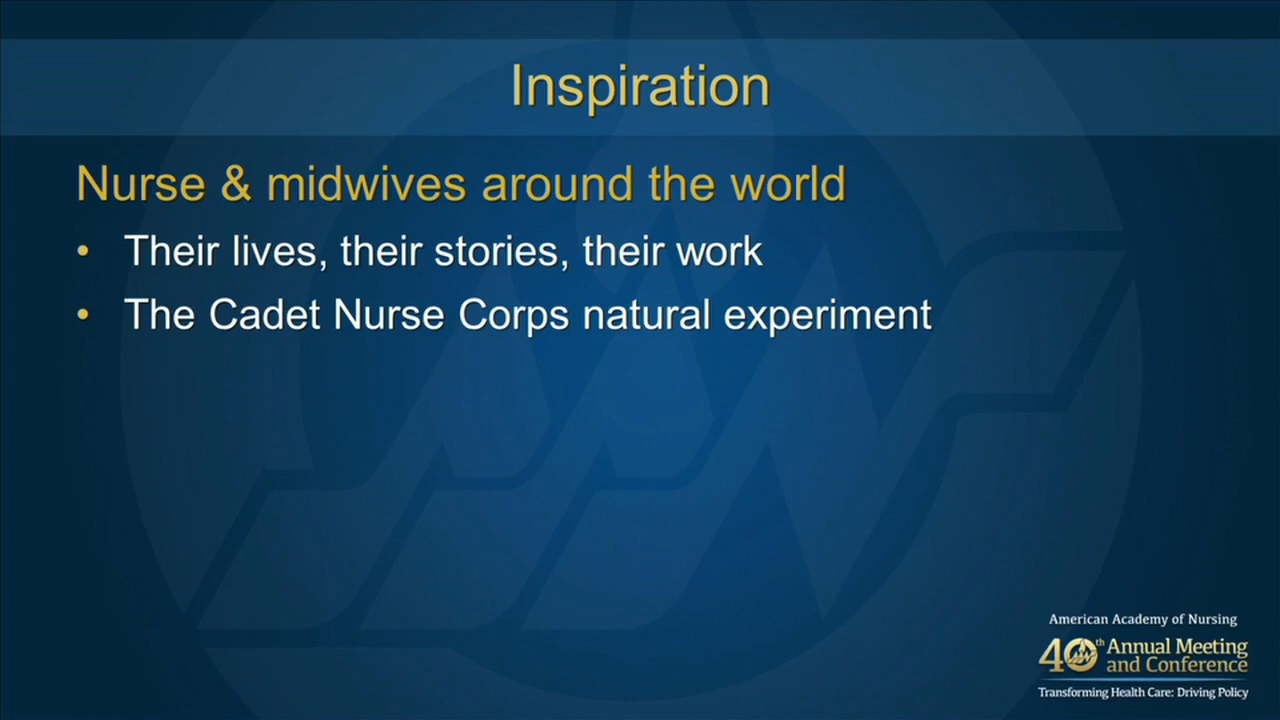 Inspiration
Nurse & midwives around the world
• Their lives, their stories, their work
• The Cadet Nurse Corps natural experiment
American Academy of Nursing
40th Annual Meeting
and Conference
Transforming Health Care: Driving Policy